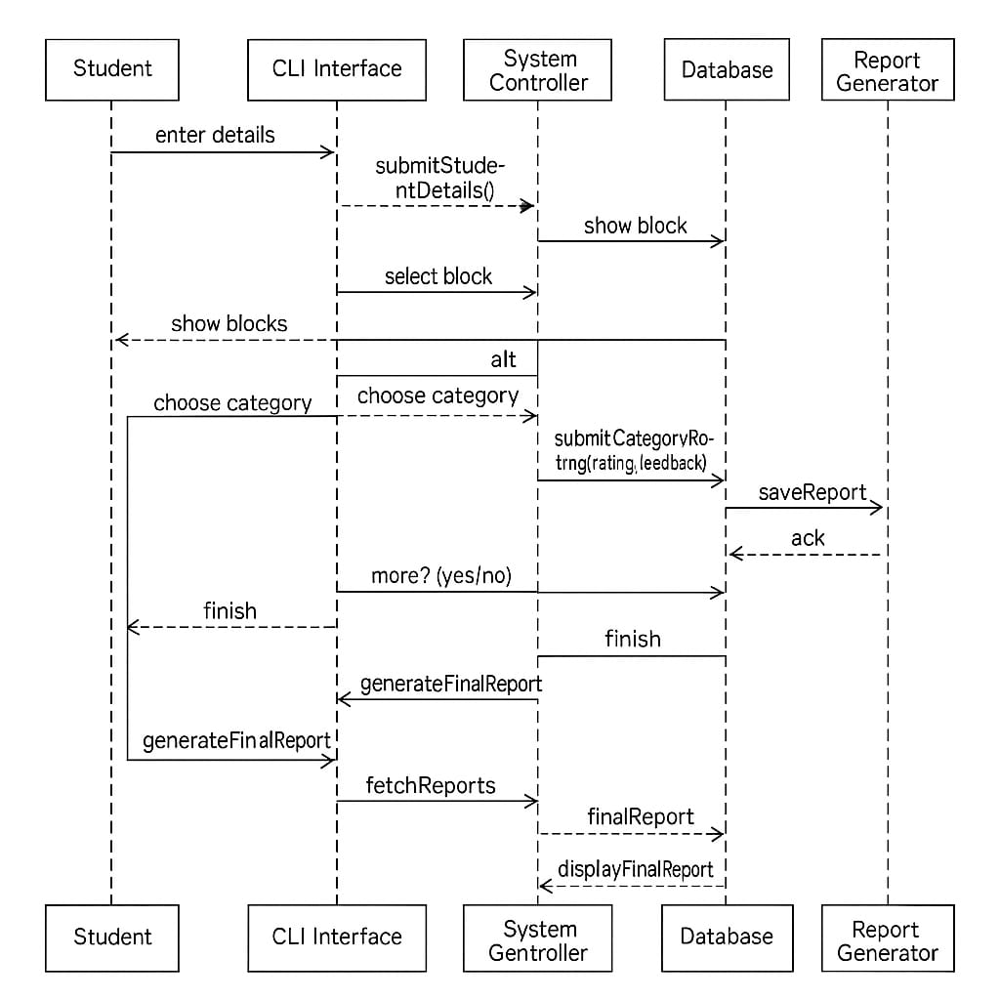 Student
CLI Interface
System
Controller
Database
Report
Generator
enter details
submitStude-
ntDetails()
show block
select block
show blocks
alt
choose category
choose category
submitCategoryRo-
trng(rating, leedback)
saveReport
ack
more? (yes/no)
finish
finish
generateFinalReport
generateFinalReport
fetchReports
finalReport
displayFinalReport
Student
CLI Interface
System
Gentroller
Database
Report
Generator